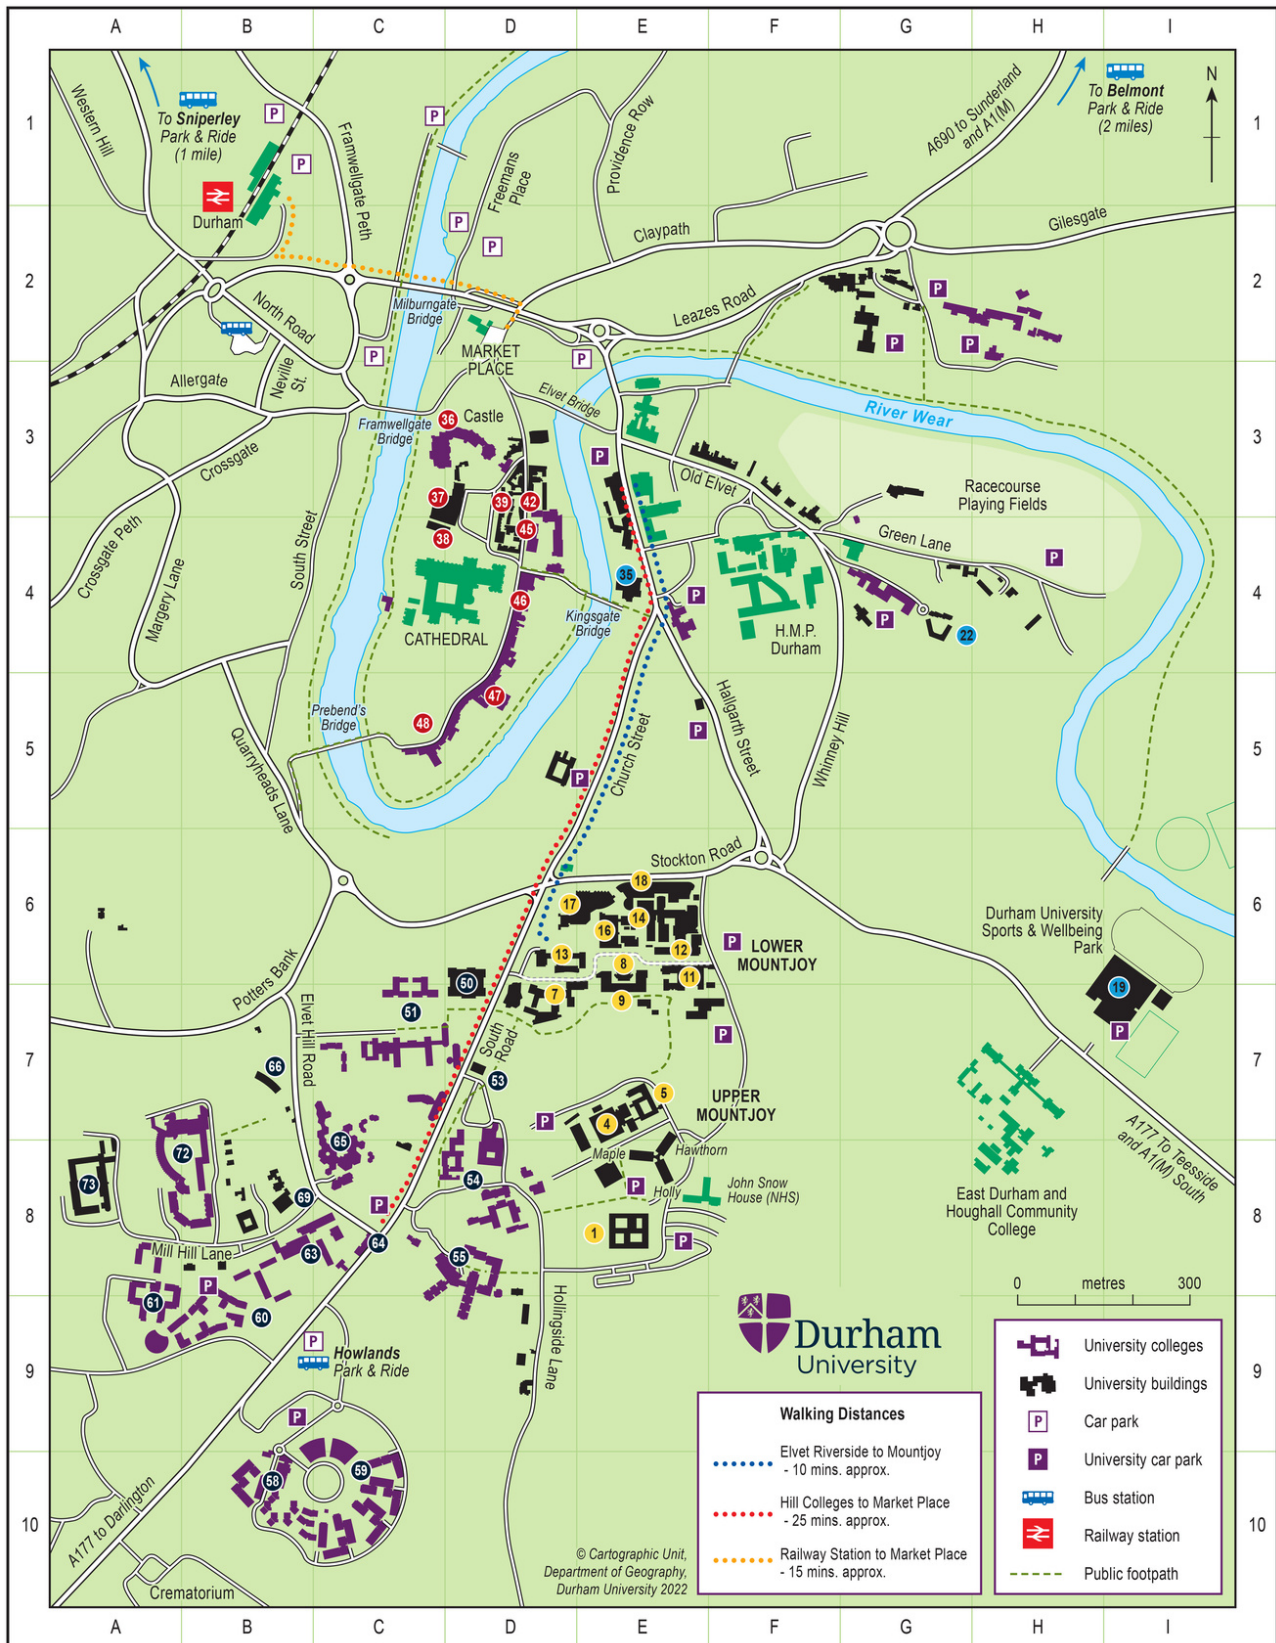 A B C D E F G H I
1
2
3
4
5
6
7
8
9
10
To Sniperley
Park & Ride
(1 mile)
Western Hill
P
P
Framwellgate Peth
P
Freemans
Place
Providence Row
A690 to Sunderland
and A1(M)
To Belmont
Park & Ride
(2 miles)
N
1
Durham
P
P
Claypath
Gilesgate
Leazes Road
P
P
P
2
North Road
Milburngate
Bridge
MARKET
PLACE
P
P
Allergate
Neville
St.
Elvet Bridge
River Wear
36
Castle
Framwellgate
Bridge
Crossgate
3
P
37
39
42
Old Elvet
Racecourse
Playing Fields
38
45
Crossgate Peth
South Street
Green Lane
P
Margery Lane
35
4
46
P
CATHEDRAL
Kingsgate
Bridge
H.M.P.
Durham
P
22
47
48
Prebend's
Bridge
Quarryheads Lane
Church Street
Hallgarth Street
P
Whinney Hill
5
P
Stockton Road
18
17
14
16
6
Durham University
Sports & Wellbeing
Park
12
13
8
P
LOWER
MOUNTJOY
Potters Bank
50
11
7
9
19
51
Elvet Hill Road
South
Road
P
P
7
66
53
5
UPPER
MOUNTJOY
A177 To Teesside
and A1(M) South
P
4
65
72
Maple
Hawthorn
73
54
P
Holly
John Snow
House (NHS)
69
P
East Durham and
Houghall Community
College
8
1
64
P
Mill Hill Lane
63
55
P
61
60
Hollingside Lane
0 metres 300
Durham
University
P
Howlands
Park & Ride
9
P
58
59
A177 to Darlington
10
Crematorium
© Cartographic Unit,
Department of Geography,
Durham University 2022
Walking Distances
Elvet Riverside to Mountjoy
- 10 mins. approx.
Hill Colleges to Market Place
- 25 mins. approx.
Railway Station to Market Place
- 15 mins. approx.
University colleges
University buildings
P Car park
P University car park
Bus station
Railway station
Public footpath
A B C D E F G H I